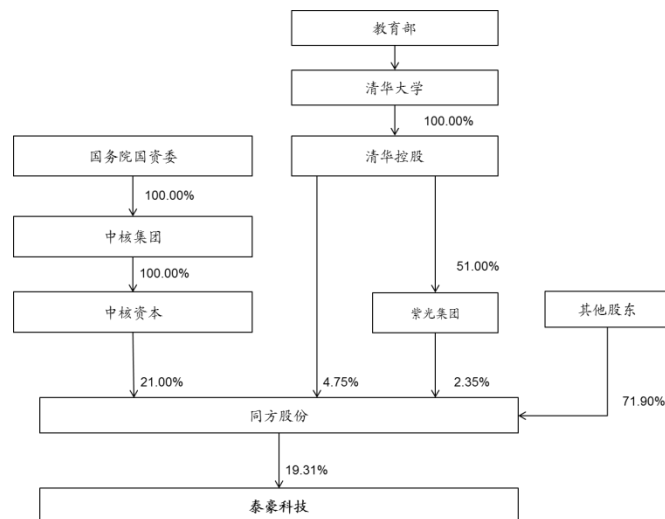 教育部
清华大学
100.00%
国务院国资委
清华控股
100.00%
中核集团
100.00%
51.00%
中核资本
紫光集团
其他股东
21.00%
4.75%
2.35%
71.90%
同方股份
19.31%
泰豪科技